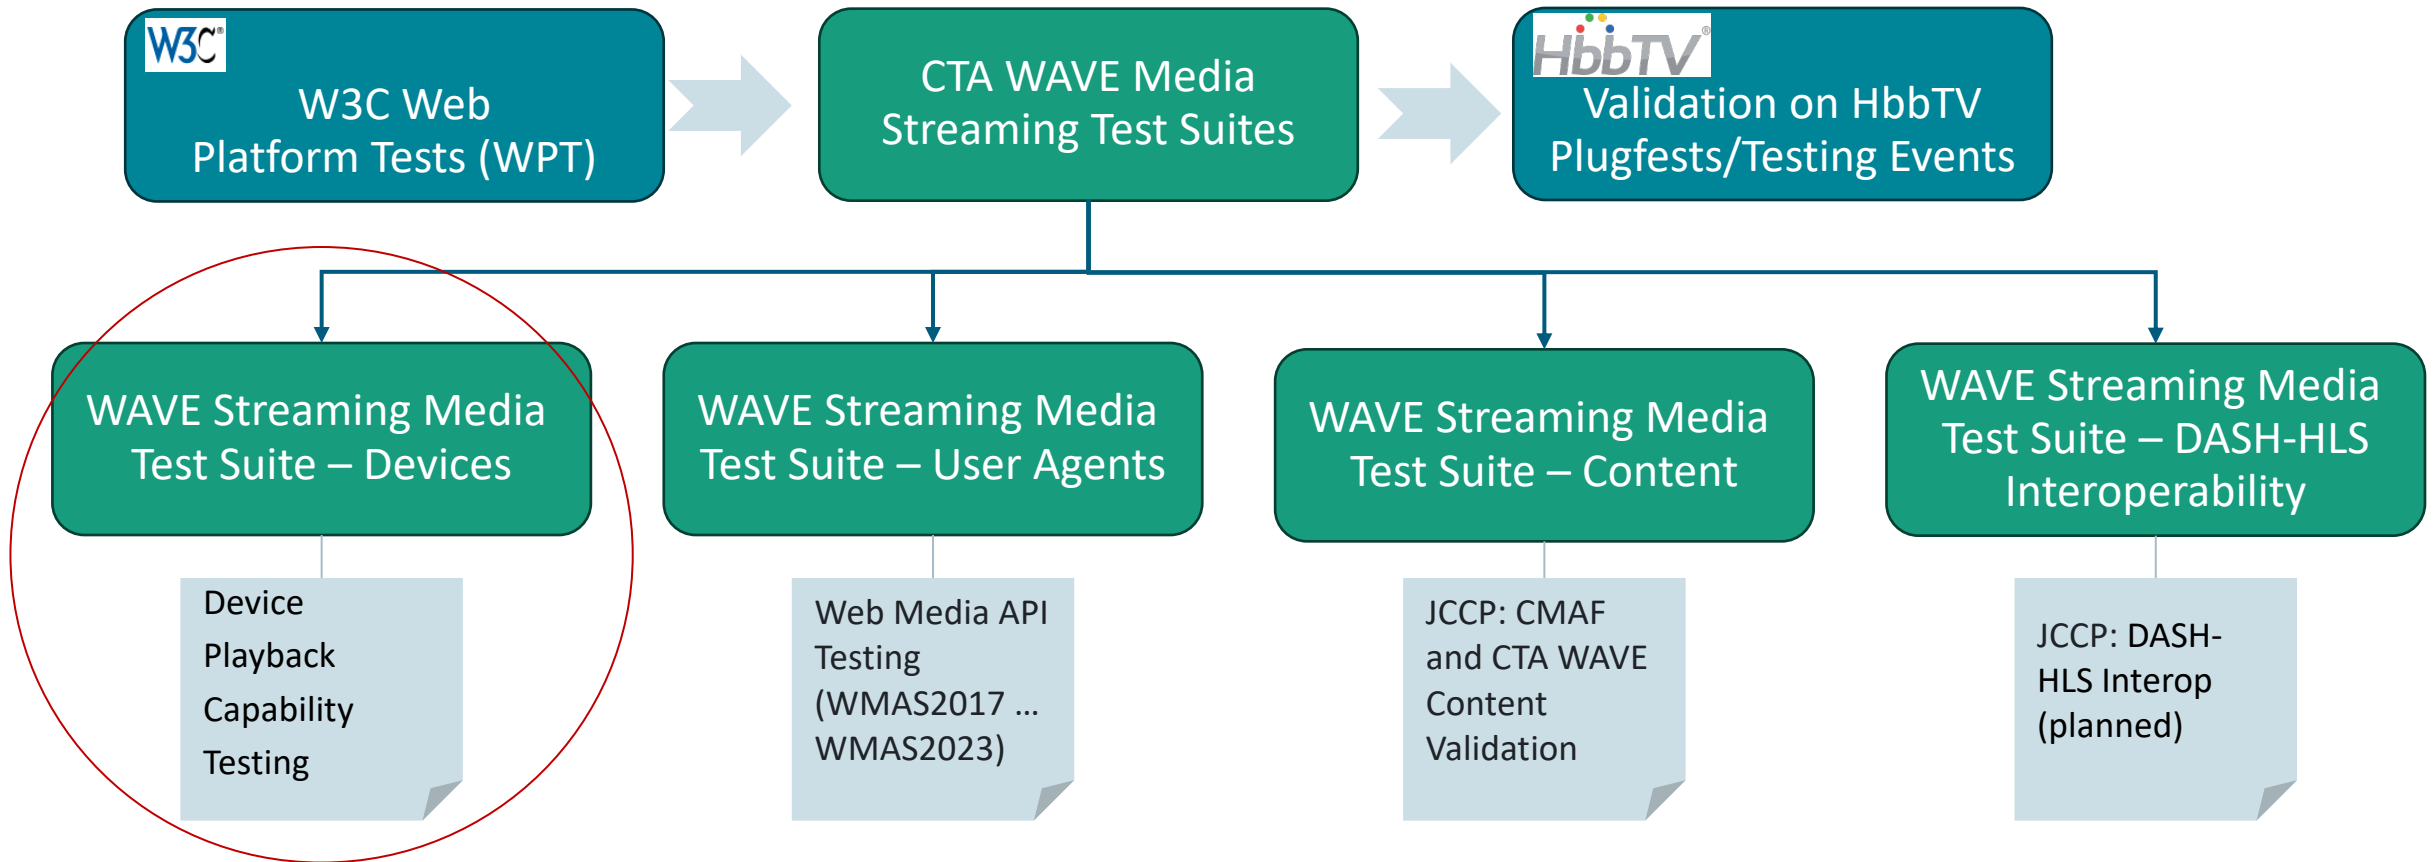 W3C®
W3C Web
Platform Tests (WPT)
CTA WAVE Media
Streaming Test Suites
HbbTV®
Validation on HbbTV
Plugfests/Testing Events
WAVE Streaming Media
Test Suite – Devices
WAVE Streaming Media
Test Suite – User Agents
WAVE Streaming Media
Test Suite – Content
WAVE Streaming Media
Test Suite – DASH-HLS
Interoperability
Device
Playback
Capability
Testing
Web Media API
Testing
(WMAS2017 ...
WMAS2023)
JCCP: CMAF
and CTA WAVE
Content
Validation
JCCP: DASH-
HLS Interop
(planned)